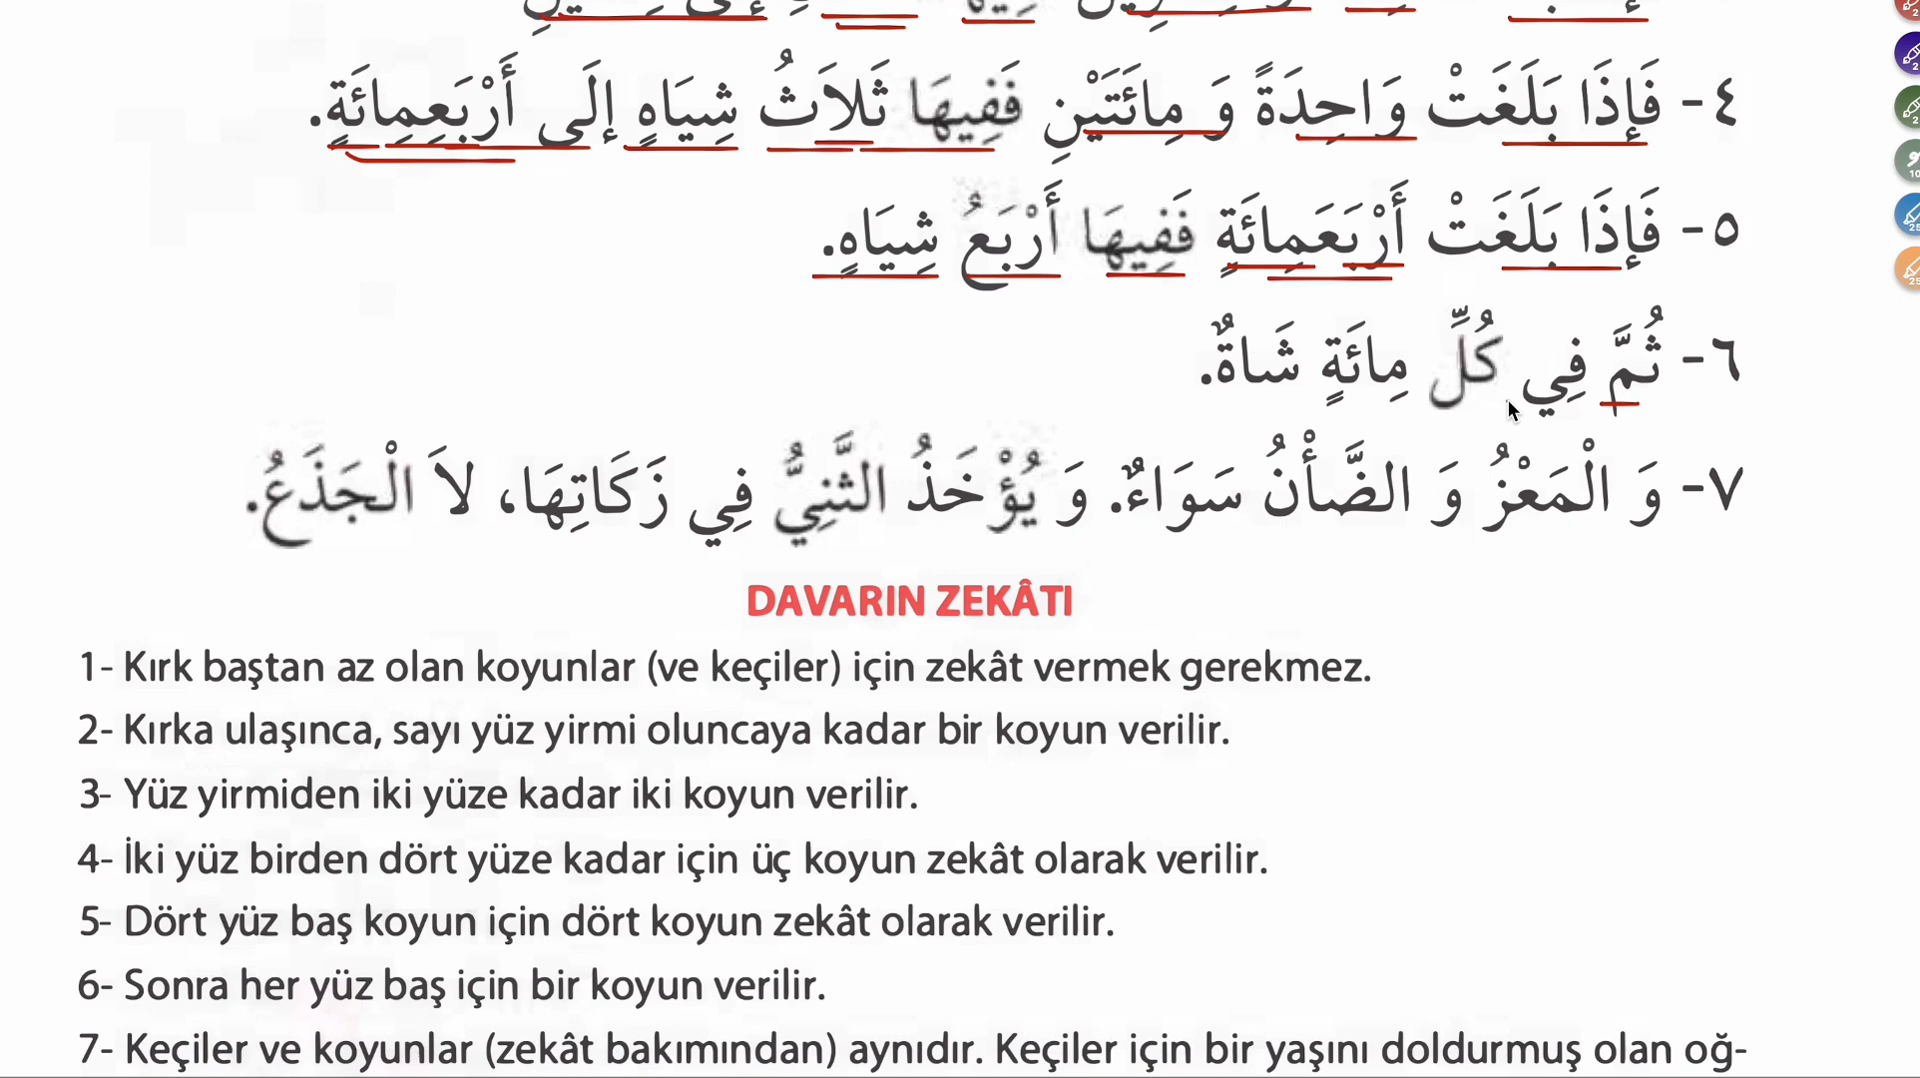 ٤- فَإِذَا بَلَغَتْ وَاحِدَةً وَ مِائَتَيْنِ فَفِيهَا ثَلاَثُ شِيَاهٍ إِلَى أَرْبَعِمِائَةٍ.
٥- فَإِذَا بَلَغَتْ أَرْبَعَمِائَةٍ فَفِيهَا أَرْبَعُ شِيَاهٍ.
٦- ثُمَّ فِي كُلِّ مِائَةٍ شَاةٌ.
٧- وَ الْمَعْزُ وَ الضَّأْنُ سَوَاءٌ. وَ يُؤْخَذُ الثَّنِيُّ فِي زَكَاتِهَا، لاَ الْجَذَعُ.
DAVARIN ZEKÂTI
1- Kırk baştan az olan koyunlar (ve keçiler) için zekât vermek gerekmez.
2- Kırka ulaşınca, sayı yüz yirmi oluncaya kadar bir koyun verilir.
3- Yüz yirmiden iki yüze kadar iki koyun verilir.
4- İki yüz birden dört yüze kadar için üç koyun zekât olarak verilir.
5- Dört yüz baş koyun için dört koyun zekât olarak verilir.
6- Sonra her yüz baş için bir koyun verilir.
7- Keçiler ve koyunlar (zekât bakımından) aynıdır. Keçiler için bir yaşını doldurmuş olan oğ-